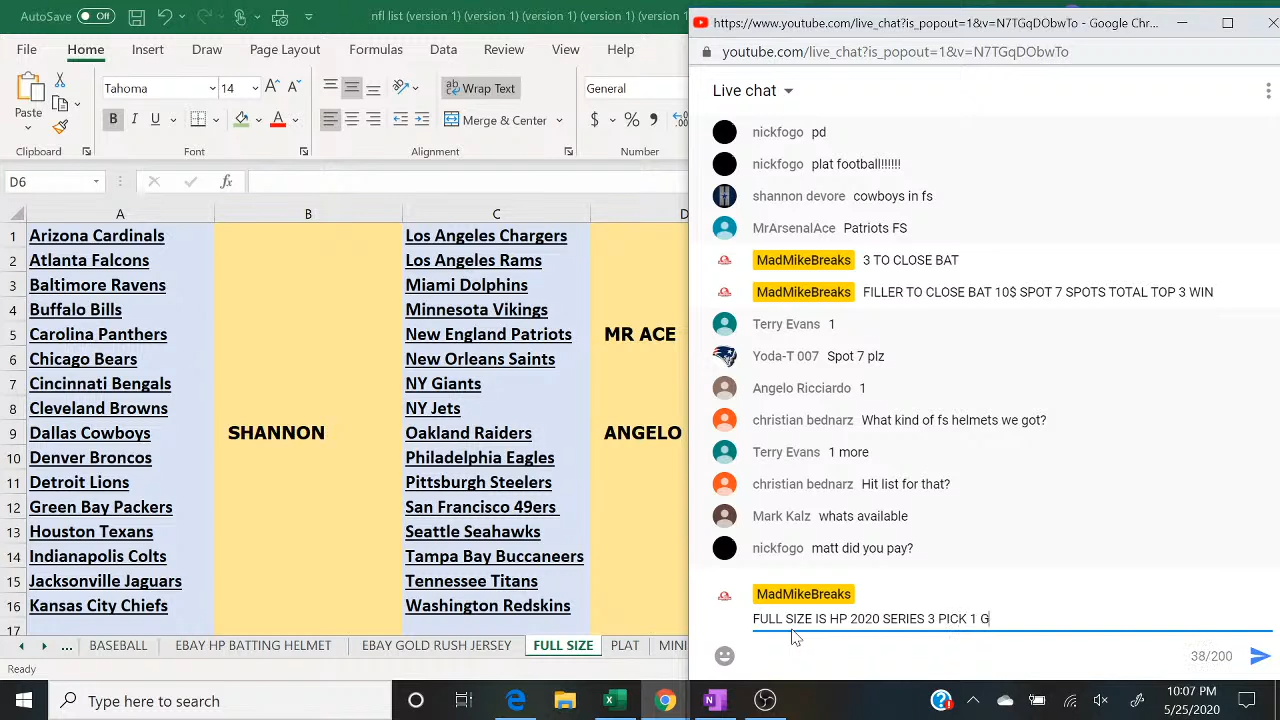 AutoSave Off nfl list (version 1) (version 1) (version 1) (version 1) (
https://www.youtube.com/live_chat?is_popout=1&v=N7TGqDObwTo - Google Chr...
youtube.com/live_chat?is_popout=1&v=N7TGqDObwTo
File Home Insert Draw Page Layout Formulas Data Review View Help
Paste
Tahoma 14
B I U
ab Wrap Text
Merge & Center
General
$ % 9
Clipboard Font Alignment Number
D6 fx
A B C D
1 Arizona Cardinals Los Angeles Chargers
2 Atlanta Falcons Los Angeles Rams
3 Baltimore Ravens Miami Dolphins
4 Buffalo Bills Minnesota Vikings
5 Carolina Panthers New England Patriots MR ACE
6 Chicago Bears New Orleans Saints
7 Cincinnati Bengals NY Giants
8 Cleveland Browns NY Jets
9 Dallas Cowboys SHANNON Oakland Raiders ANGELO
10 Denver Broncos Philadelphia Eagles
11 Detroit Lions Pittsburgh Steelers
12 Green Bay Packers San Francisco 49ers
13 Houston Texans Seattle Seahawks
14 Indianapolis Colts Tampa Bay Buccaneers
15 Jacksonville Jaguars Tennessee Titans
16 Kansas City Chiefs Washington Redskins
17
... BASEBALL EBAY HP BATTING HELMET EBAY GOLD RUSH JERSEY FULL SIZE PLAT MINI
Ready
Live chat
nickfogo pd
nickfogo plat football!!!!!!!
shannon devore cowboys in fs
MrArsenalAce Patriots FS
MadMikeBreaks 3 TO CLOSE BAT
MadMikeBreaks FILLER TO CLOSE BAT 10$ SPOT 7 SPOTS TOTAL TOP 3 WIN
Terry Evans 1
Yoda-T 007 Spot 7 plz
Angelo Ricciardo 1
christian bednarz What kind of fs helmets we got?
Terry Evans 1 more
christian bednarz Hit list for that?
Mark Kalz whats available
nickfogo matt did you pay?
MadMikeBreaks
FULL SIZE IS HP 2020 SERIES 3 PICK 1 G
38/200
Type here to search
10:07 PM
5/25/2020